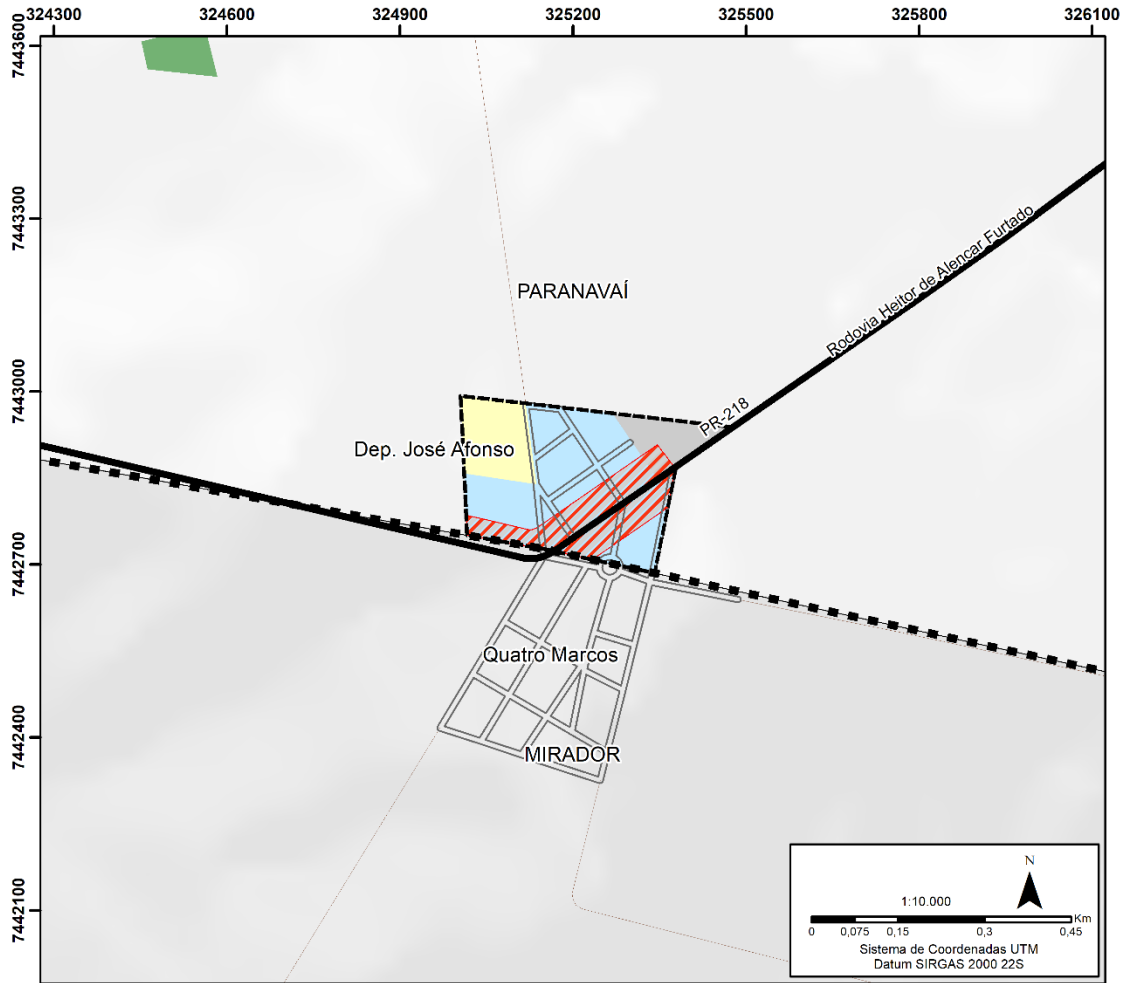 324300 324600 324900 325200 325500 325800 326100
7443600
7443300
7443000
7442700
7442400
7442100
Rodovia Heitor de Alencar Furtado
PARANAVAÍ
PR-218
Dep. José Afonso
Quatro Marcos
MIRADOR
N
1:10.000
Km
0 0,075 0,15 0,3 0,45
Sistema de Coordenadas UTM
Datum SIRGAS 2000 22S